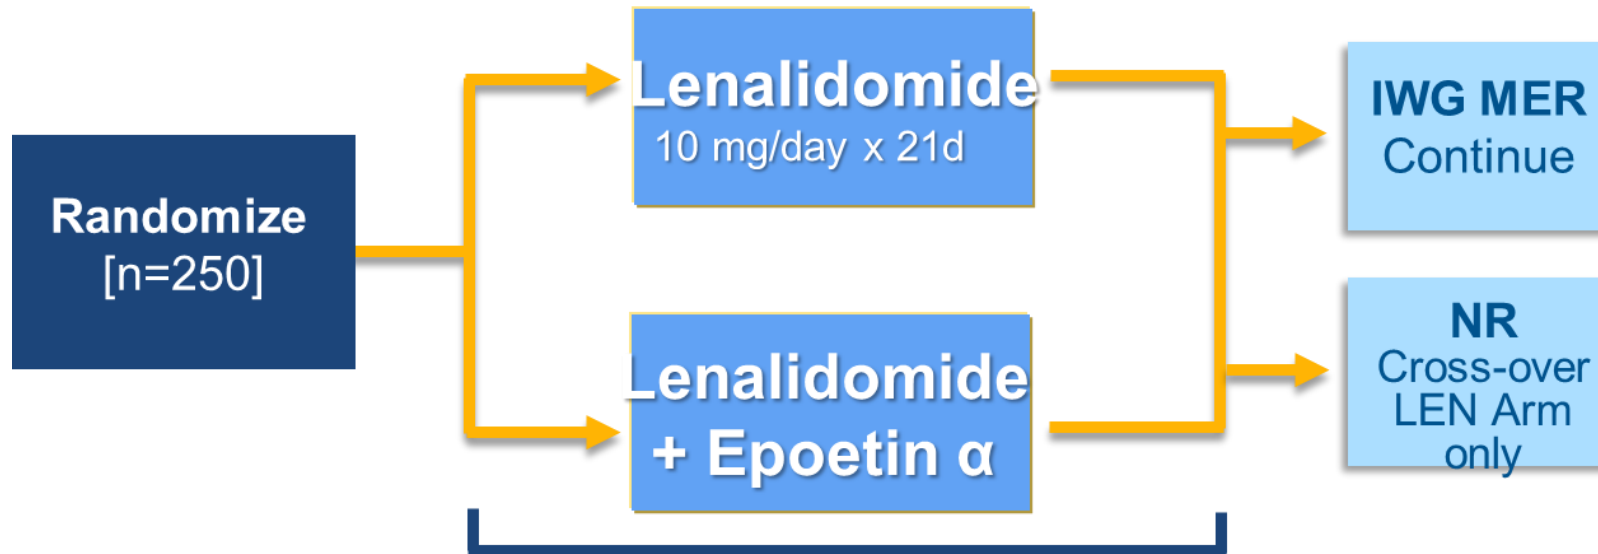 Randomize
[n=250]
Lenalidomide
10 mg/day x 21d
Lenalidomide
+ Epoetin α
IWG MER
Continue
NR
Cross-over
LEN Arm
only